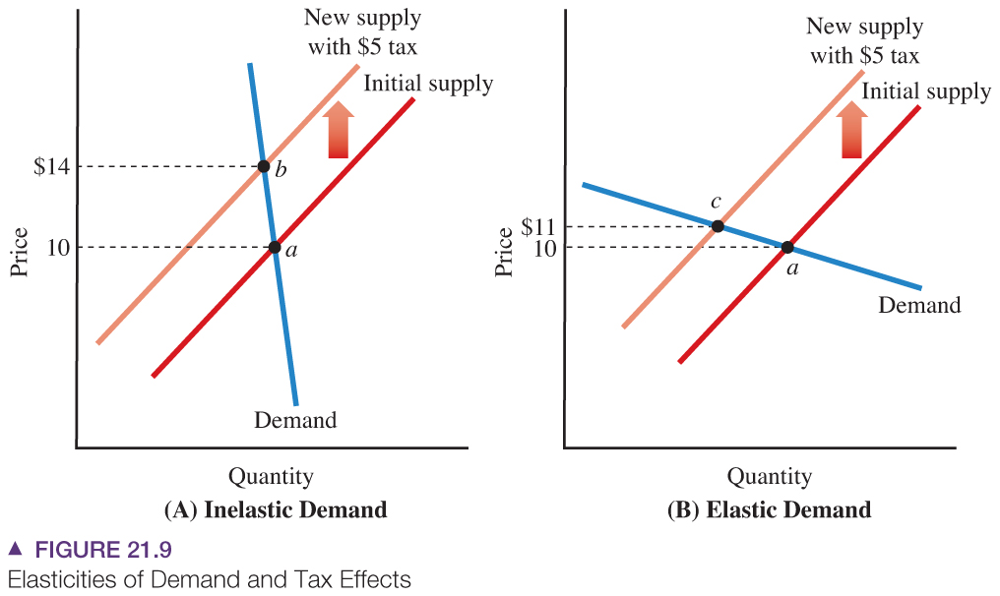 New supply
with $5 tax
Initial supply
$14
b
10
a
Price
Demand
Quantity
(A) Inelastic Demand
New supply
with $5 tax
Initial supply
c
$11
10
a
Price
Demand
Quantity
(B) Elastic Demand
▲ FIGURE 21.9
Elasticities of Demand and Tax Effects